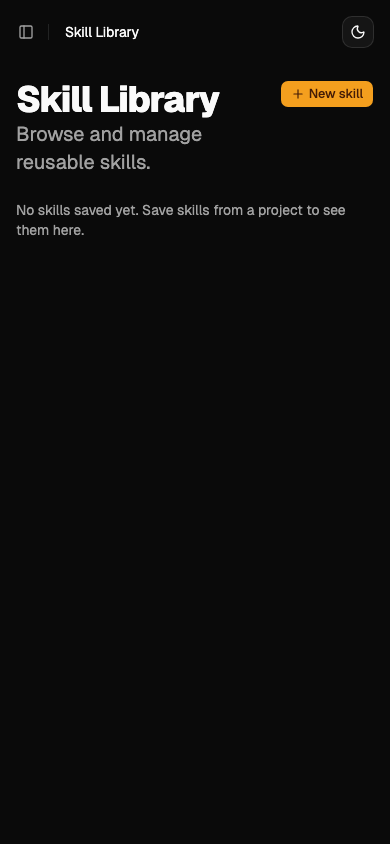 Skill Library
Skill Library
New skill
Browse and manage
reusable skills.
No skills saved yet. Save skills from a project to see
them here.